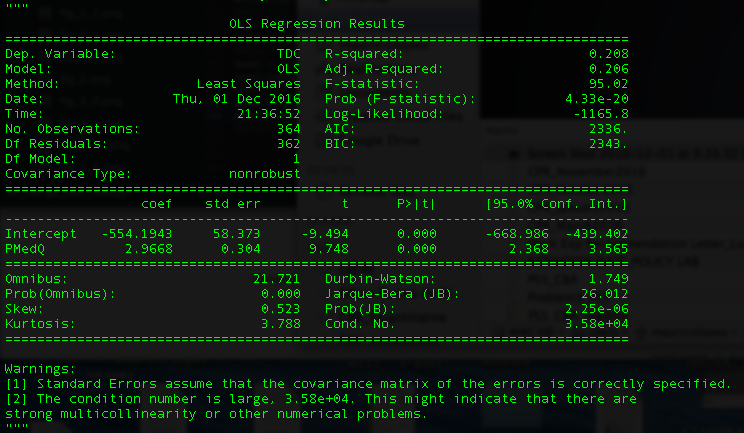 """
OLS Regression Results
==============================================================================
Dep. Variable: TDC R-squared: 0.208
Model: OLS Adj. R-squared: 0.206
Method: Least Squares F-statistic: 95.02
Date: Thu, 01 Dec 2016 Prob (F-statistic): 4.33e-20
Time: 21:36:52 Log-Likelihood: -1165.8
No. Observations: 364 AIC: 2336.
Df Residuals: 362 BIC: 2343.
Df Model: 1
Covariance Type: nonrobust
==============================================================================
coef std err t P>|t| [95.0% Conf. Int.]
------------------------------------------------------------------------------
Intercept -554.1943 58.373 -9.494 0.000 -668.986 -439.402
PMedQ 2.9668 0.304 9.748 0.000 2.368 3.565
==============================================================================
Omnibus: 21.721 Durbin-Watson: 1.749
Prob(Omnibus): 0.000 Jarque-Bera (JB): 26.012
Skew: 0.523 Prob(JB): 2.25e-06
Kurtosis: 3.788 Cond. No. 3.58e+04
==============================================================================
Warnings:
[1] Standard Errors assume that the covariance matrix of the errors is correctly specified.
[2] The condition number is large, 3.58e+04. This might indicate that there are
strong multicollinearity or other numerical problems.
"""